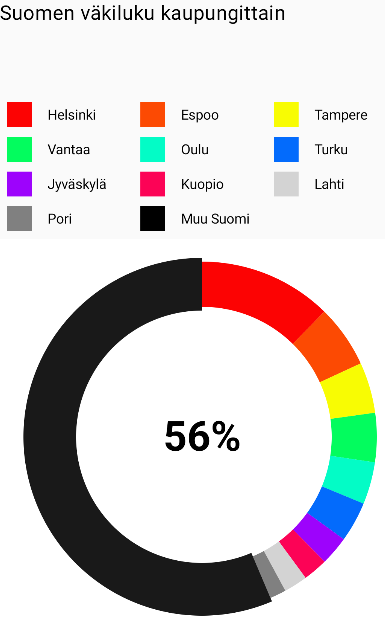 Suomen väkiluku kaupungittain
Helsinki Espoo Tampere
Vantaa Oulu Turku
Jyväskylä Kuopio Lahti
Pori Muu Suomi
56%